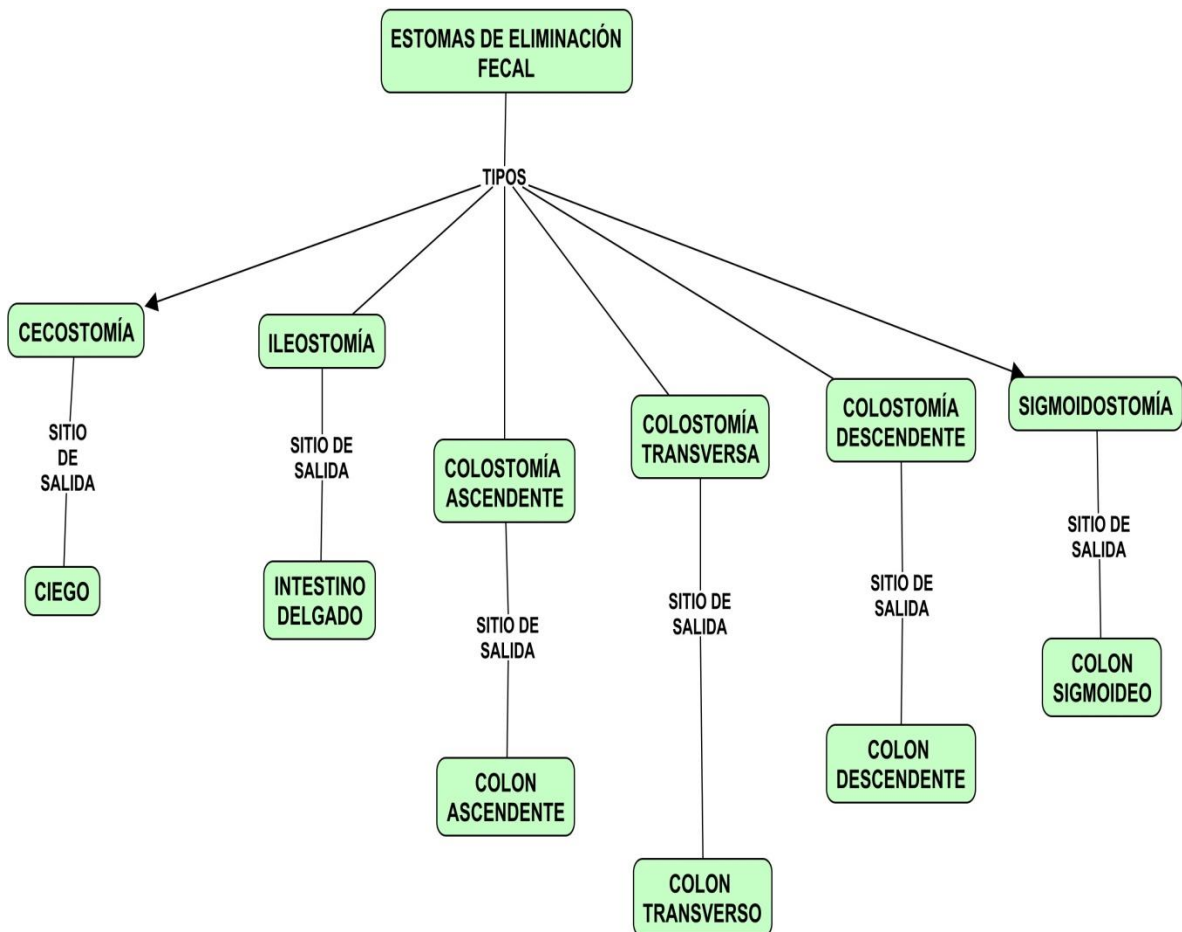 ESTOMAS DE ELIMINACIÓN
FECAL
TIPOS
CECOSTOMÍA
ILEOSTOMÍA
COLOSTOMÍA
ASCENDENTE
COLOSTOMÍA
TRANSVERSA
COLOSTOMÍA
DESCENDENTE
SIGMOIDOSTOMÍA
SITIO
DE
SALIDA
SITIO DE
SALIDA
SITIO DE
SALIDA
SITIO DE
SALIDA
SITIO DE
SALIDA
SITIO DE
SALIDA
CIEGO
INTESTINO
DELGADO
COLON
ASCENDENTE
COLON
TRANSVERSO
COLON
DESCENDENTE
COLON
SIGMOIDEO